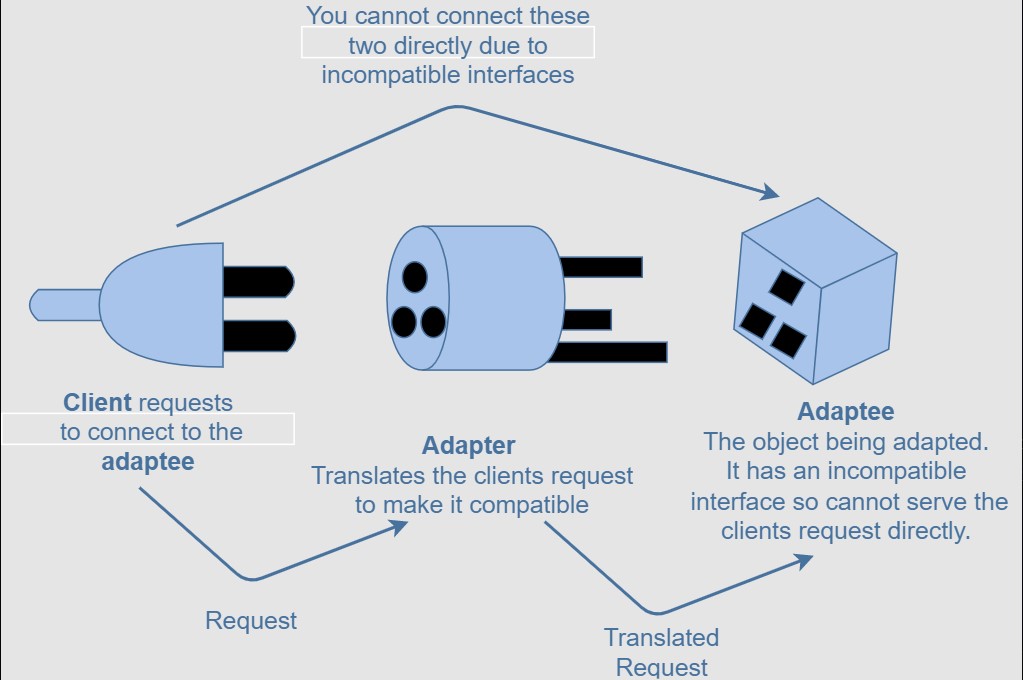 You cannot connect these
two directly due to
incompatible interfaces
Client requests
to connect to the
adaptee
Adapter
Translates the clients request
to make it compatible
Adaptee
The object being adapted.
It has an incompatible
interface so cannot serve the
clients request directly.
Request
Translated
Request